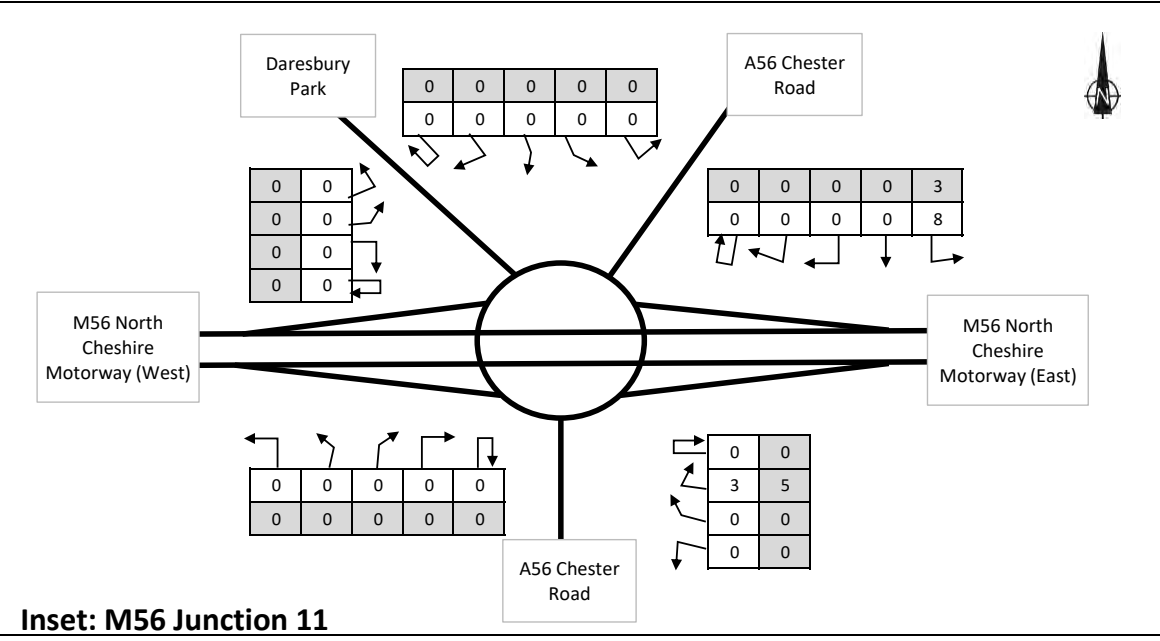 Daresbury
Park
A56 Chester
Road
N
0 0 0 0 0
0 0 0 0 0
0 0
0 0
0 0
0 0
0 0 0 0 3
0 0 0 0 8
M56 North
Cheshire
Motorway (West)
M56 North
Cheshire
Motorway (East)
0 0 0 0 0
0 0 0 0 0
0 0
3 5
0 0
0 0
A56 Chester
Road
Inset: M56 Junction 11